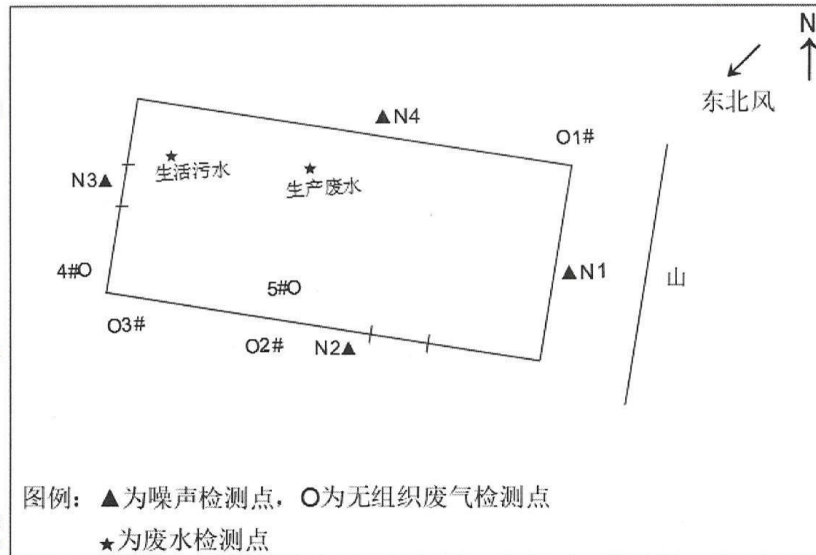 N
东北风
▲N4
O1#
★
生活污水
★
生产废水
N3▲
▲N1
山
4#O
5#O
O3#
O2#
N2▲
图例：▲为噪声检测点，O为无组织废气检测点
★为废水检测点